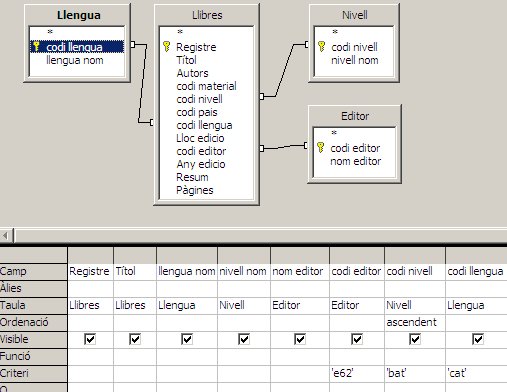 Llengua
*
codi llengua
llengua nom
Llibres
*
Registre
Títol
Autors
codi material
codi nivell
codi pais
codi llengua
Lloc edicio
codi editor
Any edicio
Resum
Pàgines
Nivell
*
codi nivell
nivell nom
Editor
*
codi editor
nom editor
Camp Registre Títol llengua nom nivell nom nom editor codi editor codi nivell codi llengua
Àlies
Taula Llibres Llibres Llengua Nivell Editor Editor Nivell Llengua
Ordenació ascendent
Visible
Funció
Criteri 'e62' 'bat' 'cat'
O